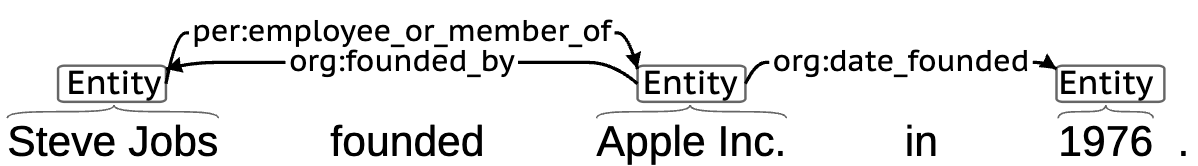 per:employee_or_member_of
org:founded_by org:date_founded
Entity Entity Entity
Steve Jobs founded Apple Inc. in 1976 .